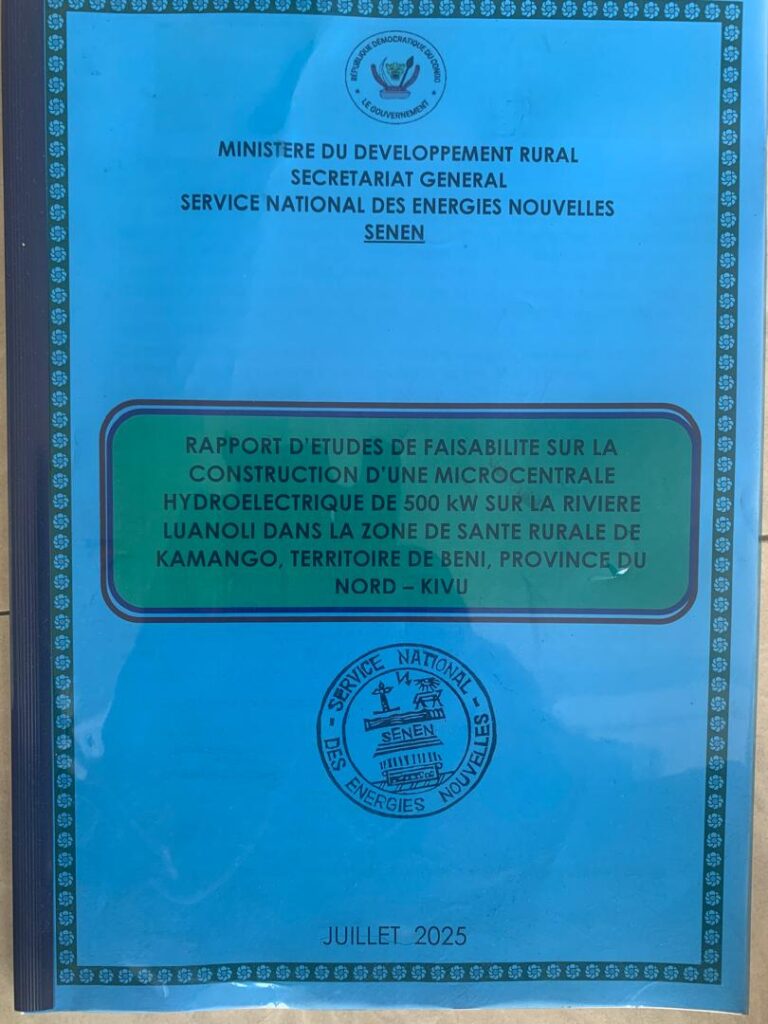 RÉPUBLIQUE DÉMOCRATIQUE DU CONGO
LE GOUVERNEMENT
MINISTERE DU DEVELOPPEMENT RURAL
SECRETARIAT GENERAL
SERVICE NATIONAL DES ENERGIES NOUVELLES
SENEN
RAPPORT D'ETUDES DE FAISABILITE SUR LA
CONSTRUCTION D'UNE MICROCENTRALE
HYDROELECTRIQUE DE 500 kW SUR LA RIVIERE
LUANOLI DANS LA ZONE DE SANTE RURALE DE
KAMANGO, TERRITOIRE DE BENI, PROVINCE DU
NORD – KIVU
- SERVICE NATIONAL -
SENEN
DES ENERGIES NOUVELLES
JUILLET 2025